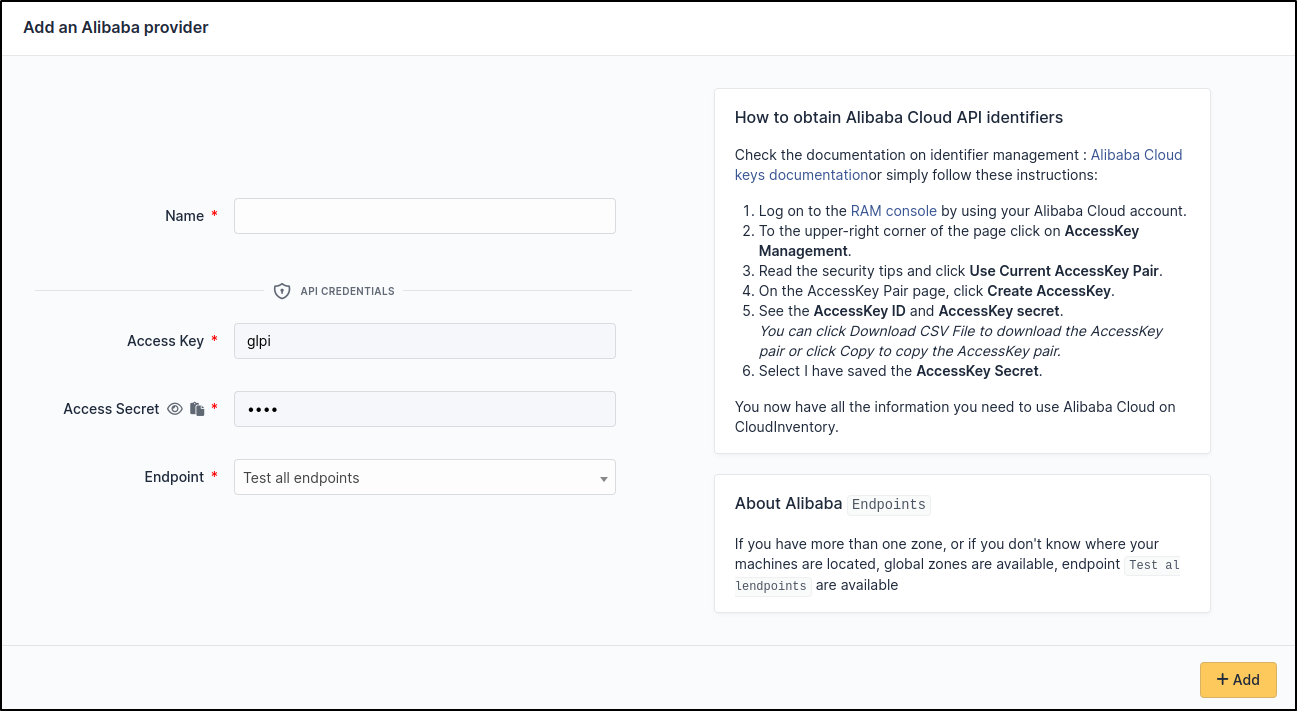 Add an Alibaba provider
Name *
API CREDENTIALS
Access Key *
glpi
Access Secret *
••••
Endpoint *
Test all endpoints
How to obtain Alibaba Cloud API identifiers
Check the documentation on identifier management : Alibaba Cloud
keys documentationor simply follow these instructions:
1. Log on to the RAM console by using your Alibaba Cloud account.
2. To the upper-right corner of the page click on AccessKey
Management.
3. Read the security tips and click Use Current AccessKey Pair.
4. On the AccessKey Pair page, click Create AccessKey.
5. See the AccessKey ID and AccessKey secret.
You can click Download CSV File to download the AccessKey
pair or click Copy to copy the AccessKey pair.
6. Select I have saved the AccessKey Secret.
You now have all the information you need to use Alibaba Cloud on
CloudInventory.
About Alibaba Endpoints
If you have more than one zone, or if you don't know where your
machines are located, global zones are available, endpoint Test al
lendpoints are available
+ Add